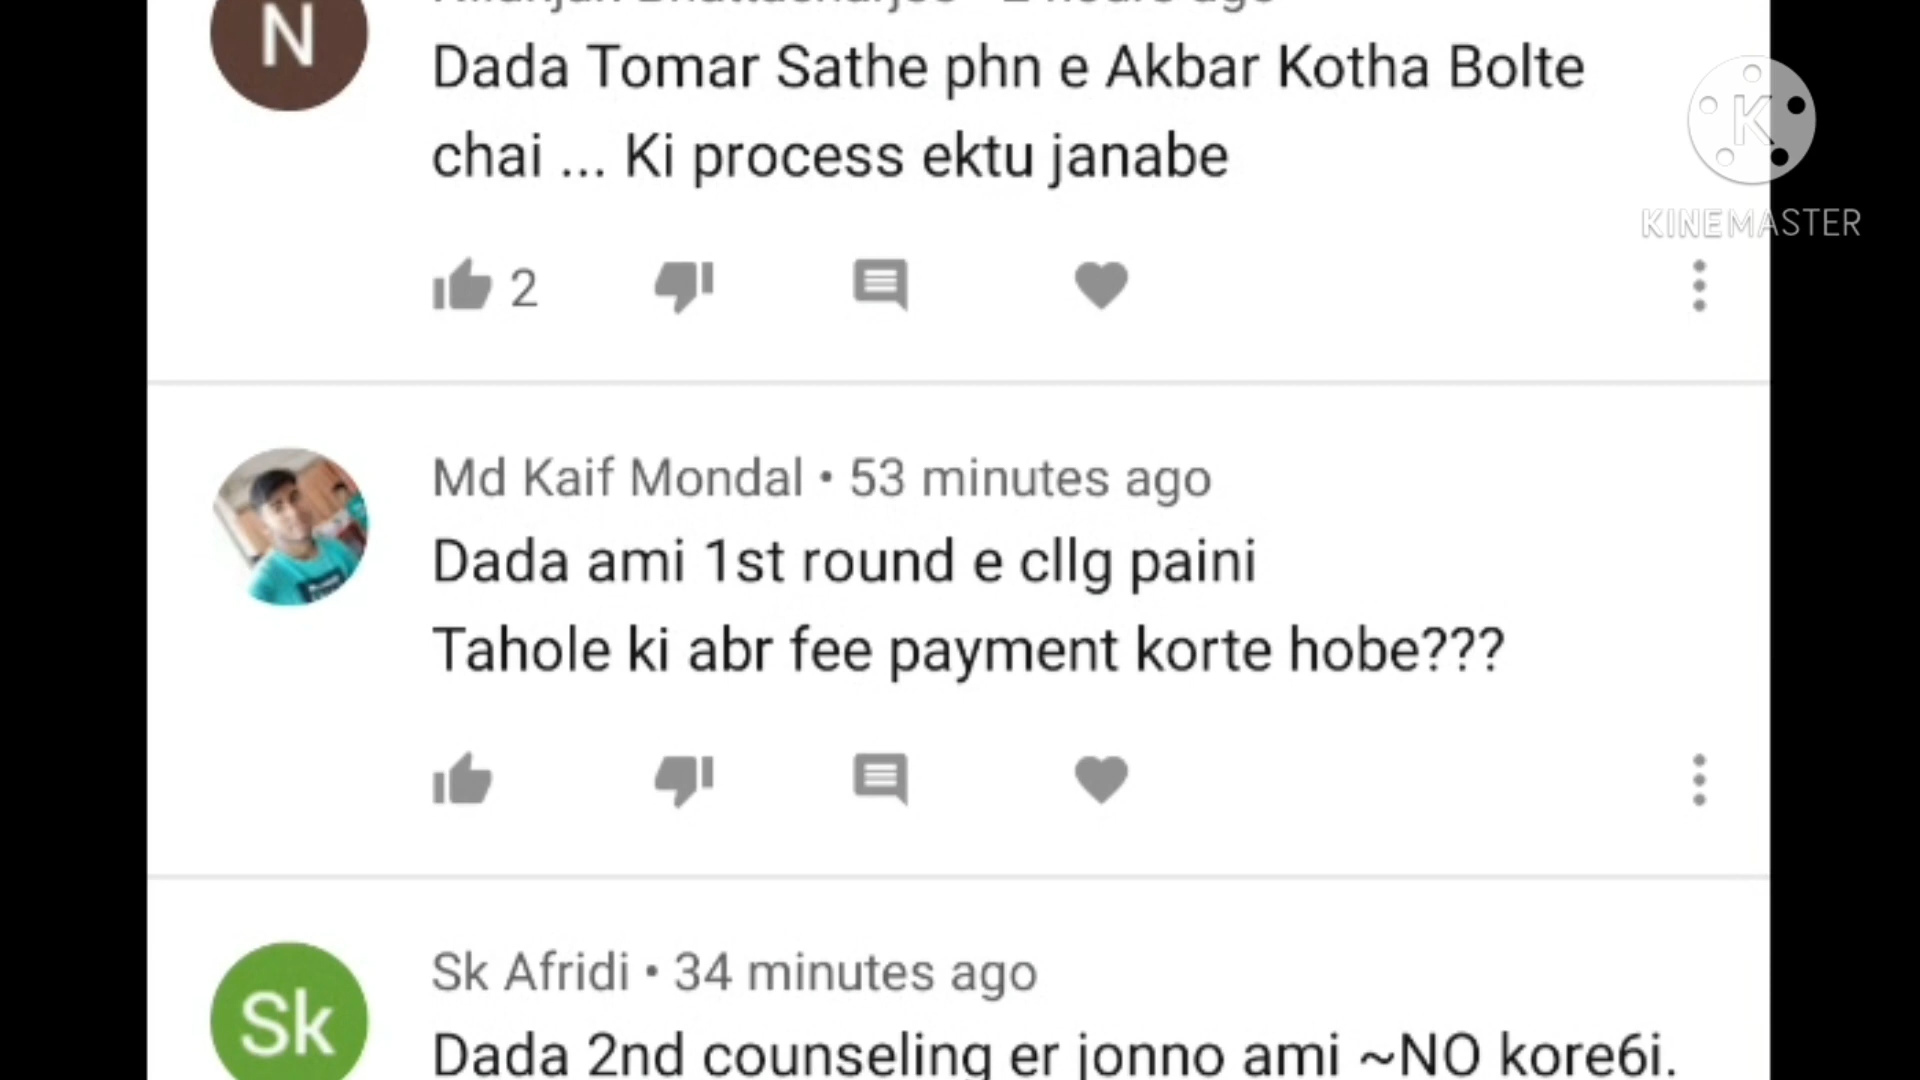 N
Dada Tomar Sathe phn e Akbar Kotha Bolte
chai ... Ki process ektu janabe
K
KINEMASTER
2
Md Kaif Mondal • 53 minutes ago
Dada ami 1st round e cllg paini
Tahole ki abr fee payment korte hobe???
Sk
Sk Afridi • 34 minutes ago
Dada 2nd counseling er jonno ami ~NO kore6i.